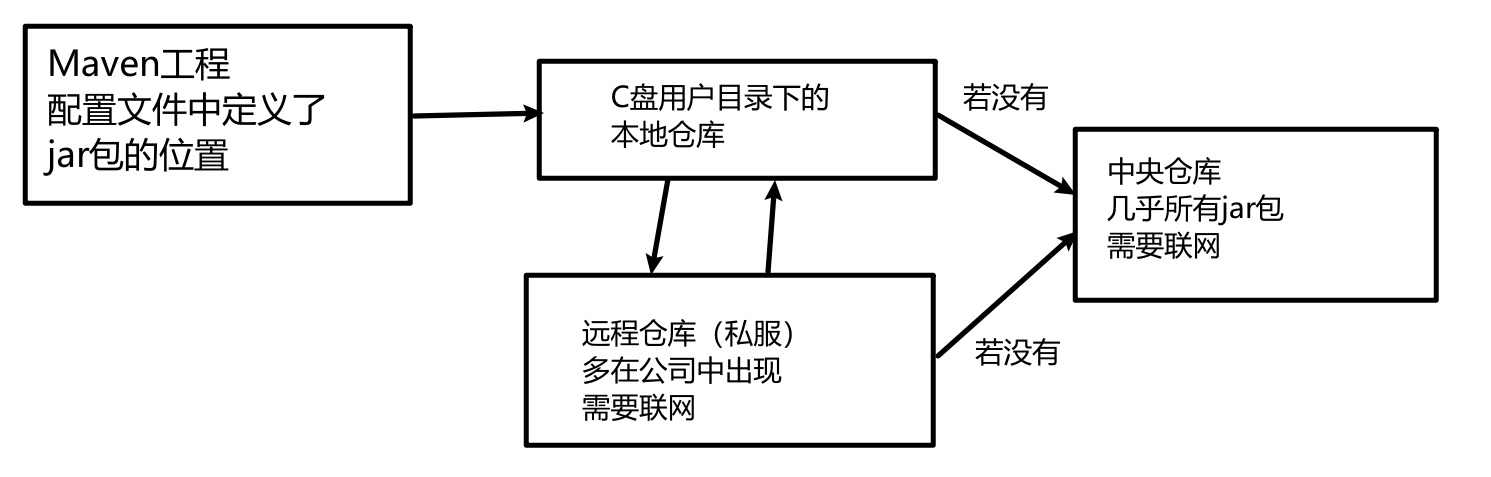 Maven工程
配置文件中定义了
jar包的位置
C盘用户目录下的
本地仓库
若没有
中央仓库
几乎所有jar包
需要联网
远程仓库（私服）
多在公司中出现
需要联网
若没有